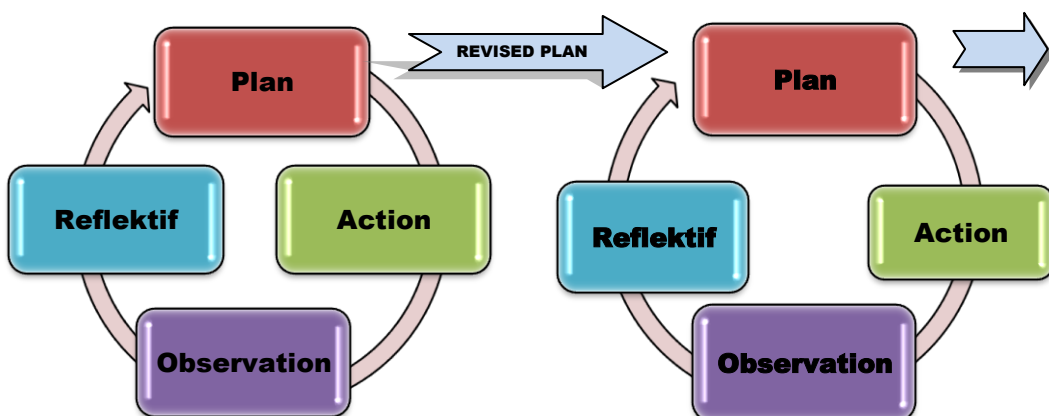 Plan
REVISED PLAN
Plan
Reflektif
Action
Reflektif
Action
Observation
Observation